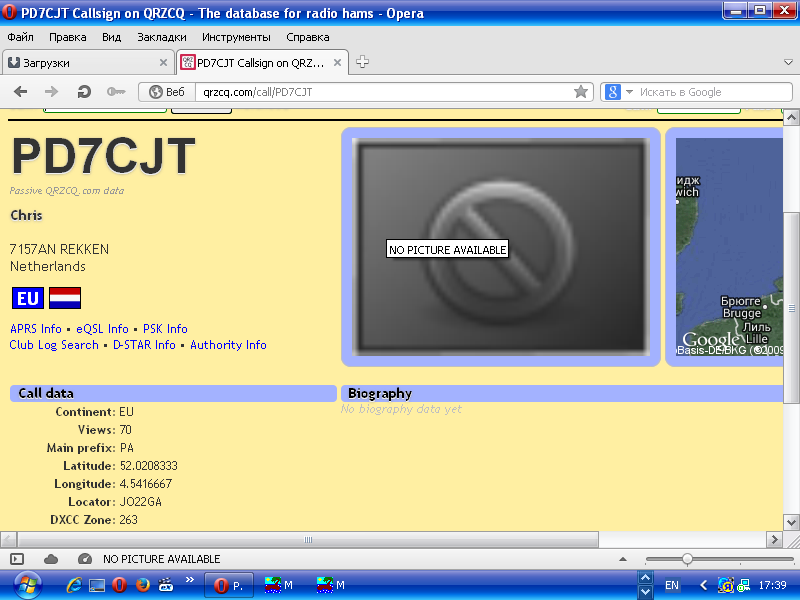 PD7CJT Callsign on QRZCQ - The database for radio hams - Opera
Файл Правка Вид Закладки Инструменты Справка
Загрузки
PD7CJT Callsign on QRZ...
Веб
qrzcq.com/call/PD7CJT
Искать в Google
PD7CJT
Passive QRZCQ.com data
Chris
7157AN REKKEN
Netherlands
EU
APRS Info • eQSL Info • PSK Info
Club Log Search • D-STAR Info • Authority Info
NO PICTURE AVAILABLE
идж
wich
Брюгге
Brugge
Лиль
Lille
Google
Basis-DE/BKG (©2009
Call data
Continent: EU
Views: 70
Main prefix: PA
Latitude: 52.0208333
Longitude: 4.5416667
Locator: JO22GA
DXCC Zone: 263
Biography
No biography data yet
NO PICTURE AVAILABLE
P.
M
M
EN
17:39